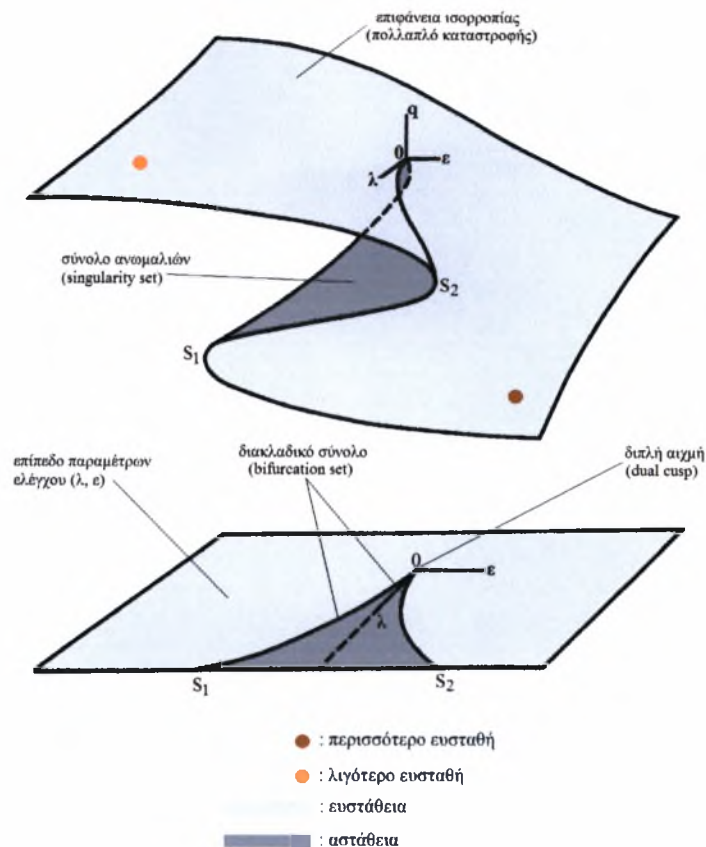 επιφάνεια ισορροπίας
(πολλαπλό καταστροφής)
q
0
ε
λ
σύνολο ανωμαλιών
(singularity set)
S2
S1
επίπεδο παραμέτρων
ελέγχου (λ, ε)
διακλαδικό σύνολο
(bifurcation set)
διπλή αιχμή
(dual cusp)
0
ε
λ
S1
S2
: περισσότερο ευσταθή
: λιγότερο ευσταθή
: ευστάθεια
: αστάθεια